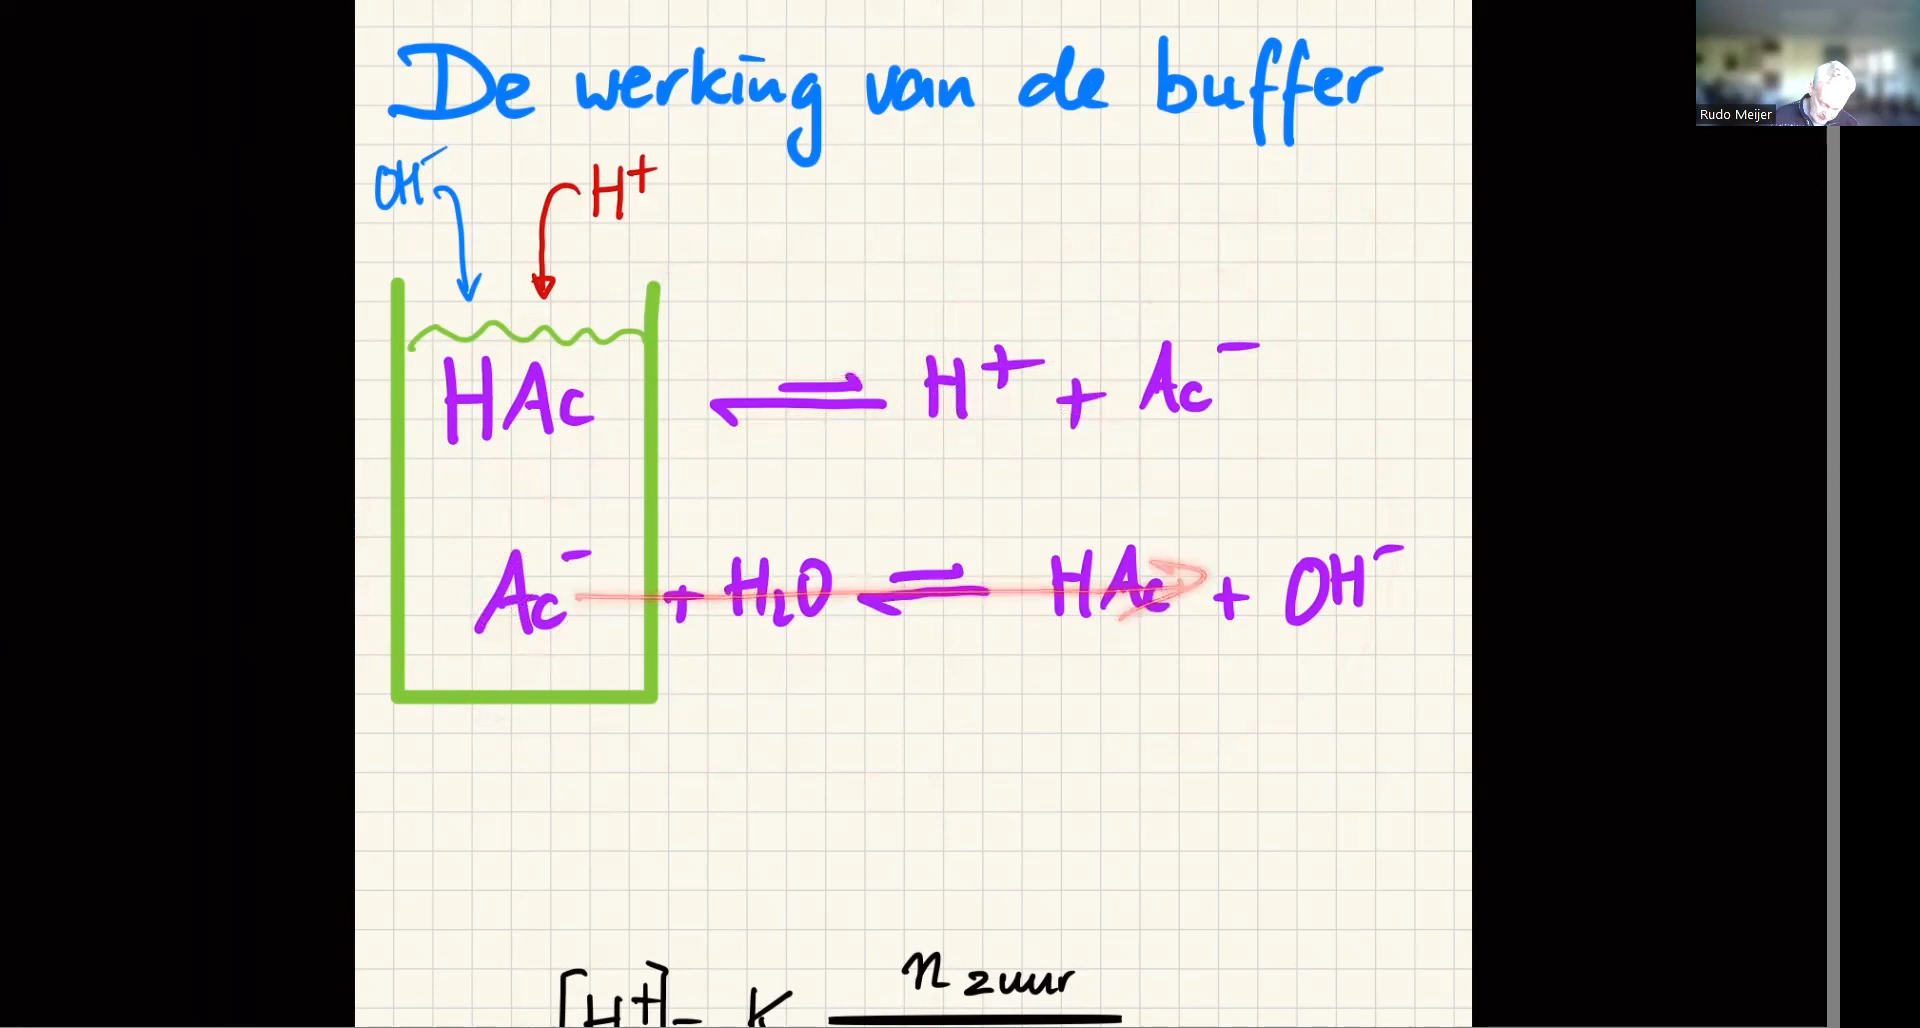 De werking van de buffer
Rudo Meijer
OH⁻ H⁺
HAc ⇌ H⁺ + Ac⁻
Ac⁻ + H₂O ⇌ HAc + OH⁻
n zuur
[H⁺] = K